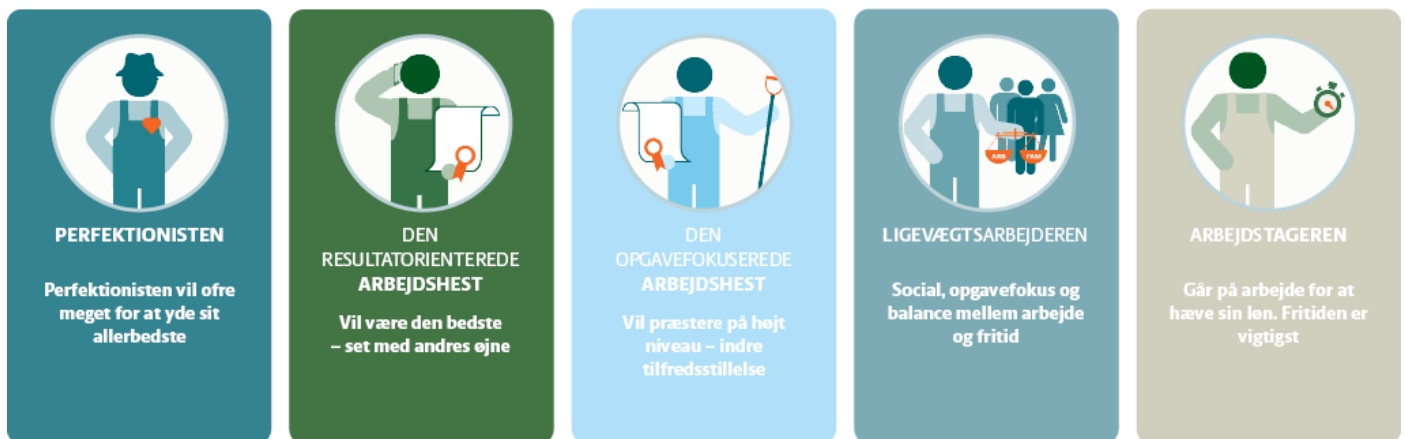 PERFEKTIONISTEN
Perfektionisten vil ofre
meget for at yde sit
allerbedste
DEN
RESULTATORIENTEREDE
ARBEJDSHEST
Vil være den bedste
– set med andres øjne
DEN
OPGAVEFOKUSEREDE
ARBEJDSHEST
Vil præstere på højt
niveau – indre
tilfredsstillelse
ARB FAM
LIGEVÆGTSARBEJDEREN
Social, opgavefokus og
balance mellem arbejde
og fritid
ARBEJDSTAGEREN
Går på arbejde for at
hæve sin løn. Fritiden er
vigtigst